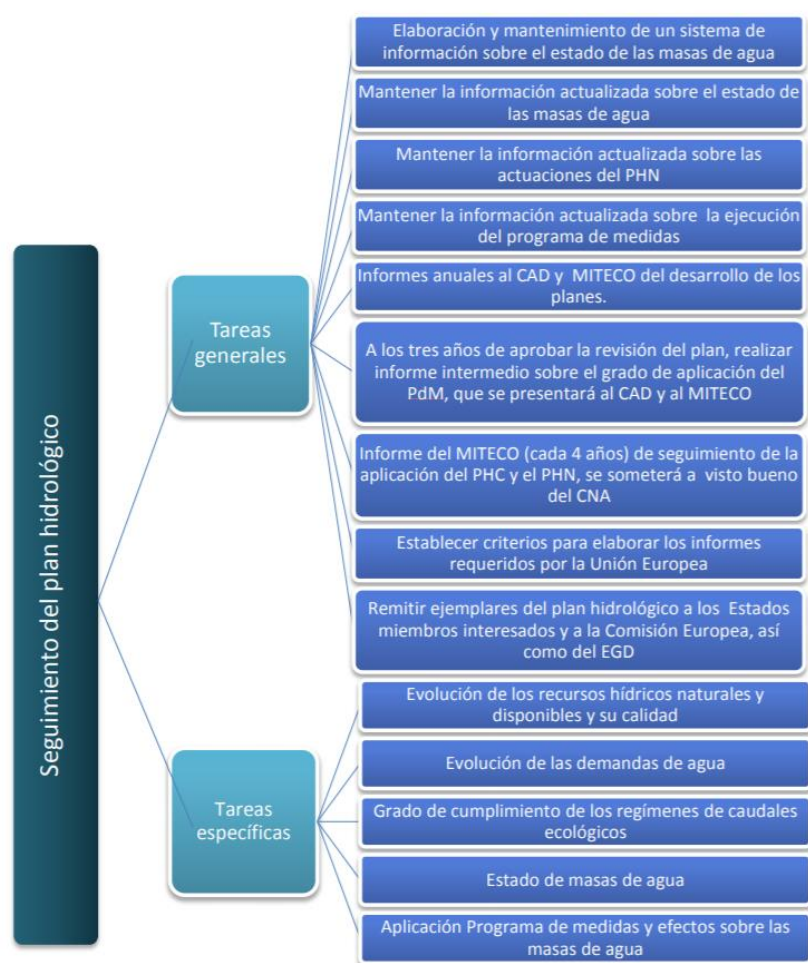 Seguimiento del plan hidrológico
Tareas
generales
Elaboración y mantenimiento de un sistema de
información sobre el estado de las masas de agua
Mantener la información actualizada sobre el estado de
las masas de agua
Mantener la información actualizada sobre las
actuaciones del PHN
Mantener la información actualizada sobre la ejecución
del programa de medidas
Informes anuales al CAD y MITECO del desarrollo de los
planes.
A los tres años de aprobar la revisión del plan, realizar
informe intermedio sobre el grado de aplicación del
PdM, que se presentará al CAD y al MITECO
Informe del MITECO (cada 4 años) de seguimiento de la
aplicación del PHC y el PHN, se someterá a visto bueno
del CNA
Establecer criterios para elaborar los informes
requeridos por la Unión Europea
Remitir ejemplares del plan hidrológico a los Estados
miembros interesados y a la Comisión Europea, así
como del EGD
Tareas
específicas
Evolución de los recursos hídricos naturales y
disponibles y su calidad
Evolución de las demandas de agua
Grado de cumplimiento de los regímenes de caudales
ecológicos
Estado de masas de agua
Aplicación Programa de medidas y efectos sobre las
masas de agua